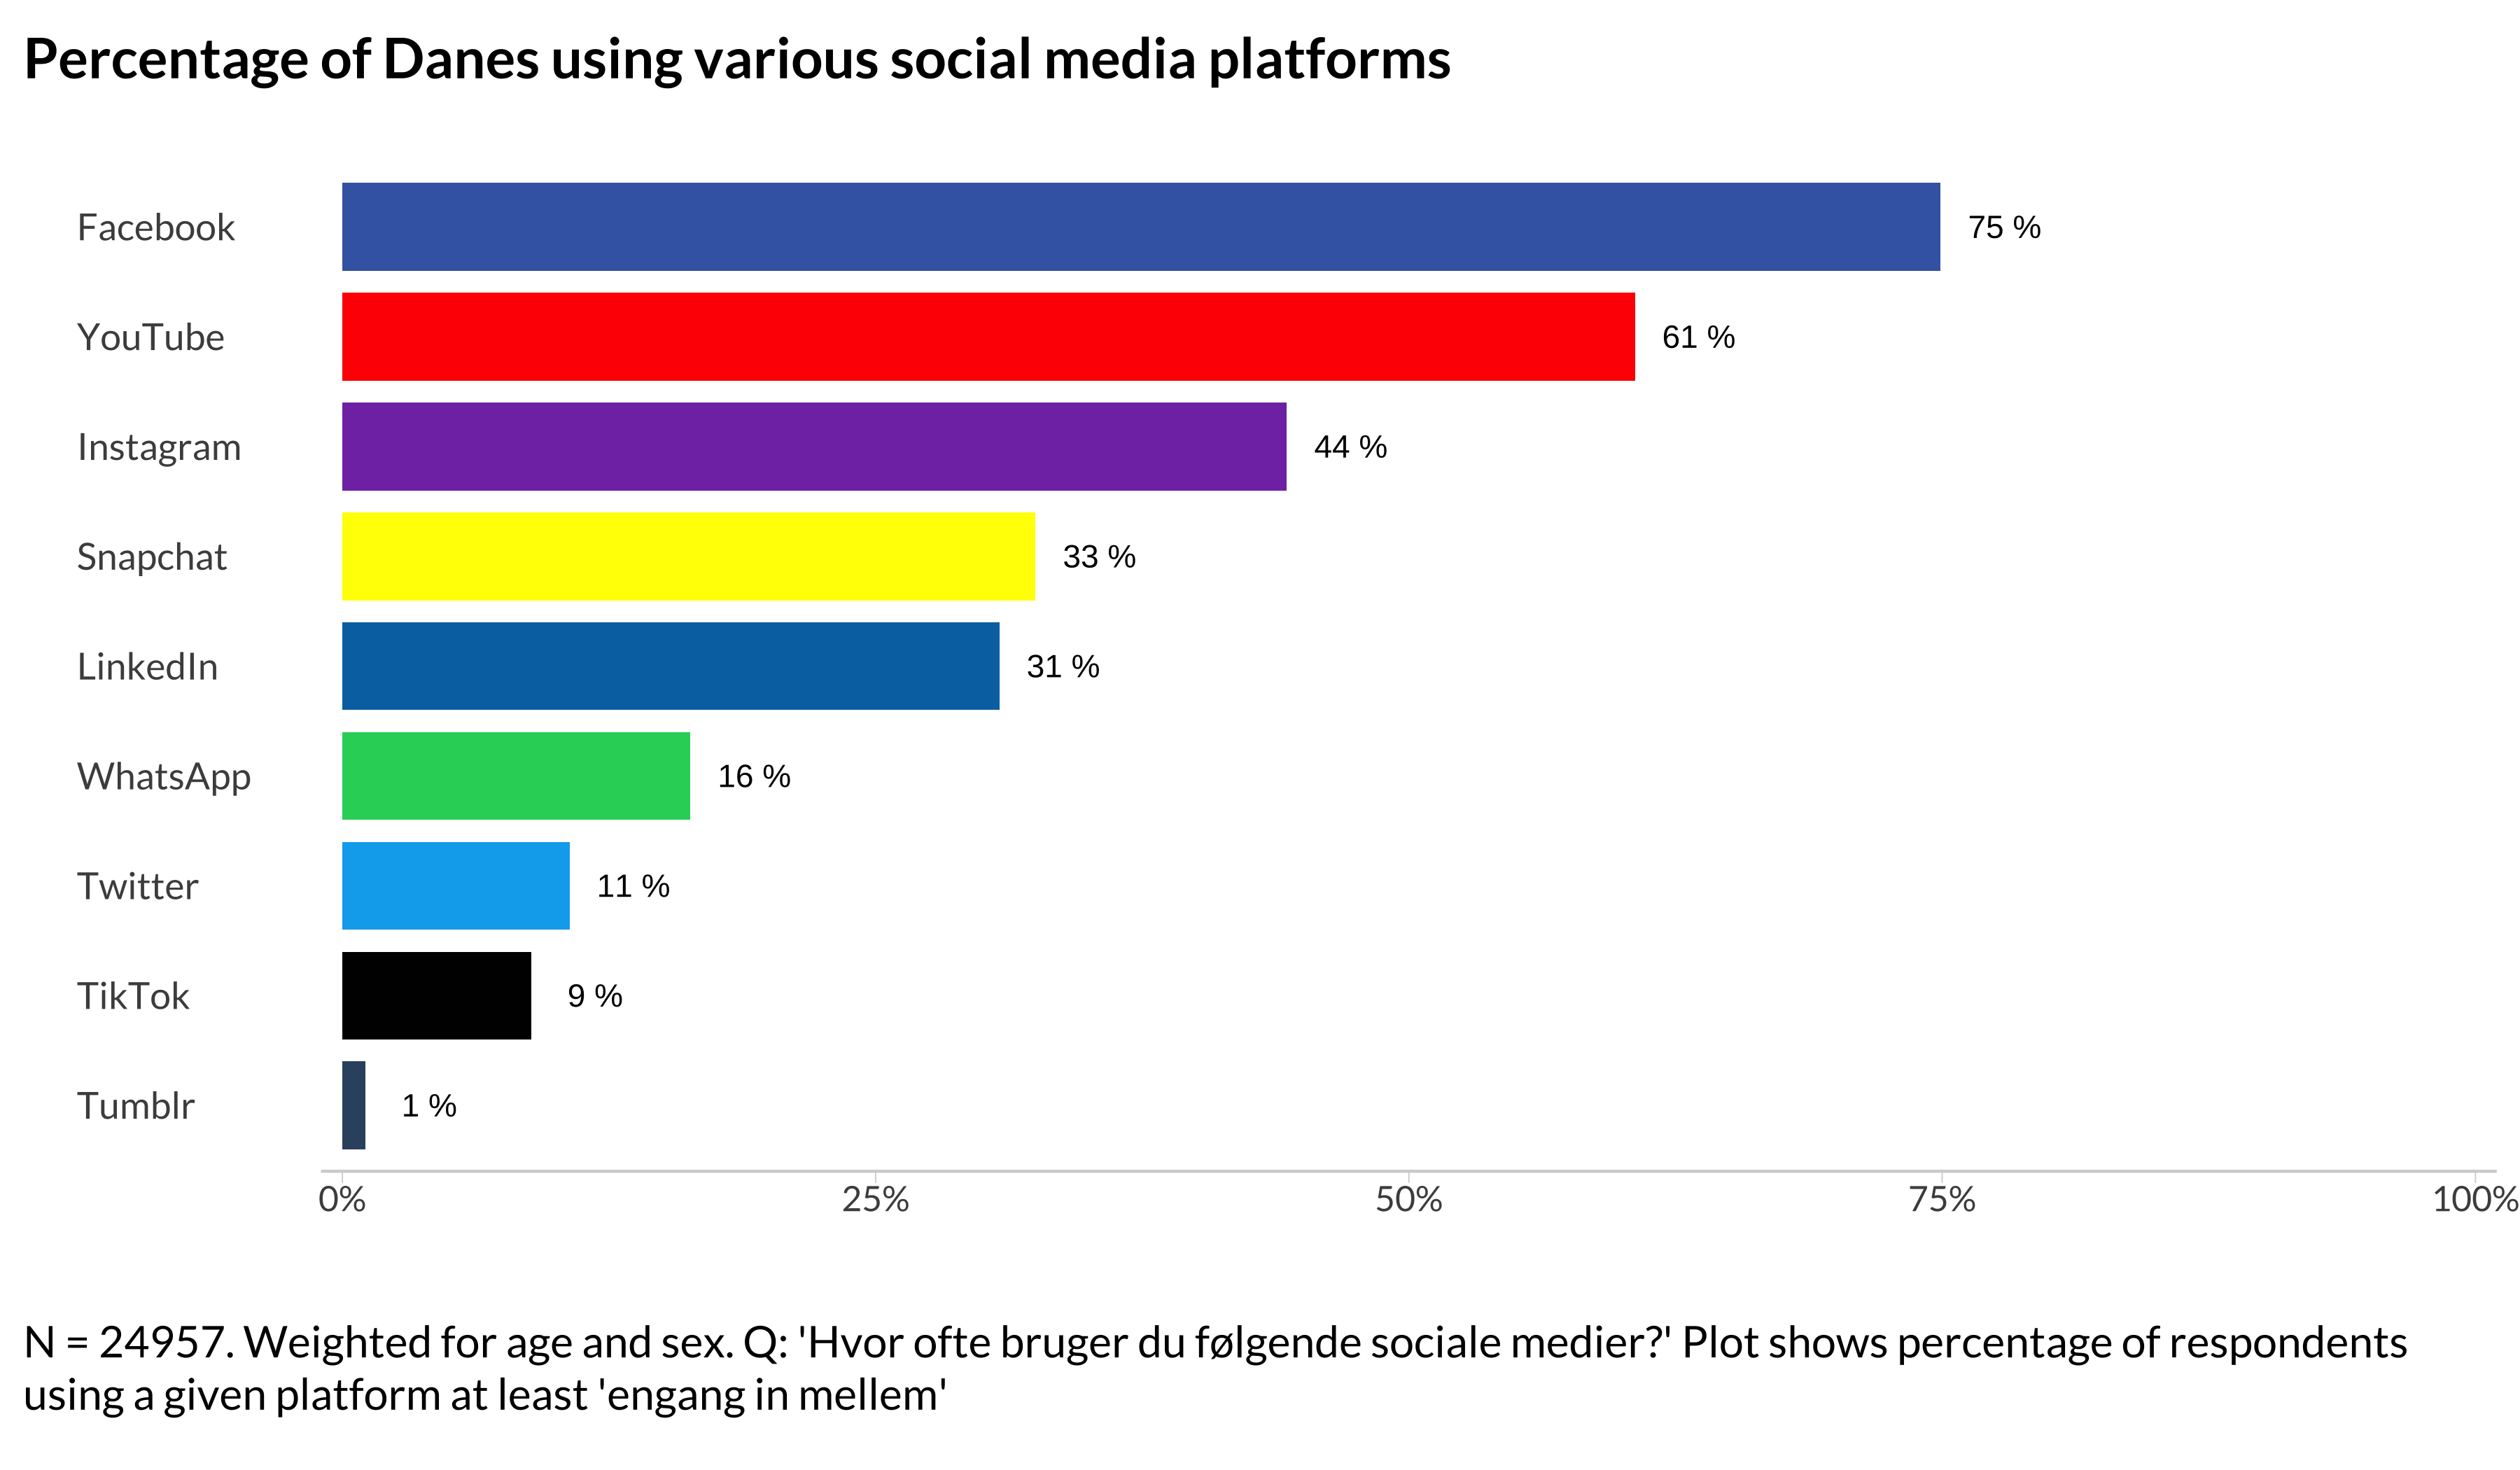 Percentage of Danes using various social media platforms
Facebook 75 %
YouTube 61 %
Instagram 44 %
Snapchat 33 %
LinkedIn 31 %
WhatsApp 16 %
Twitter 11 %
TikTok 9 %
Tumblr 1 %
0% 25% 50% 75% 100%
N = 24957. Weighted for age and sex. Q: 'Hvor ofte bruger du følgende sociale medier?' Plot shows percentage of respondents
using a given platform at least 'engang in mellem'